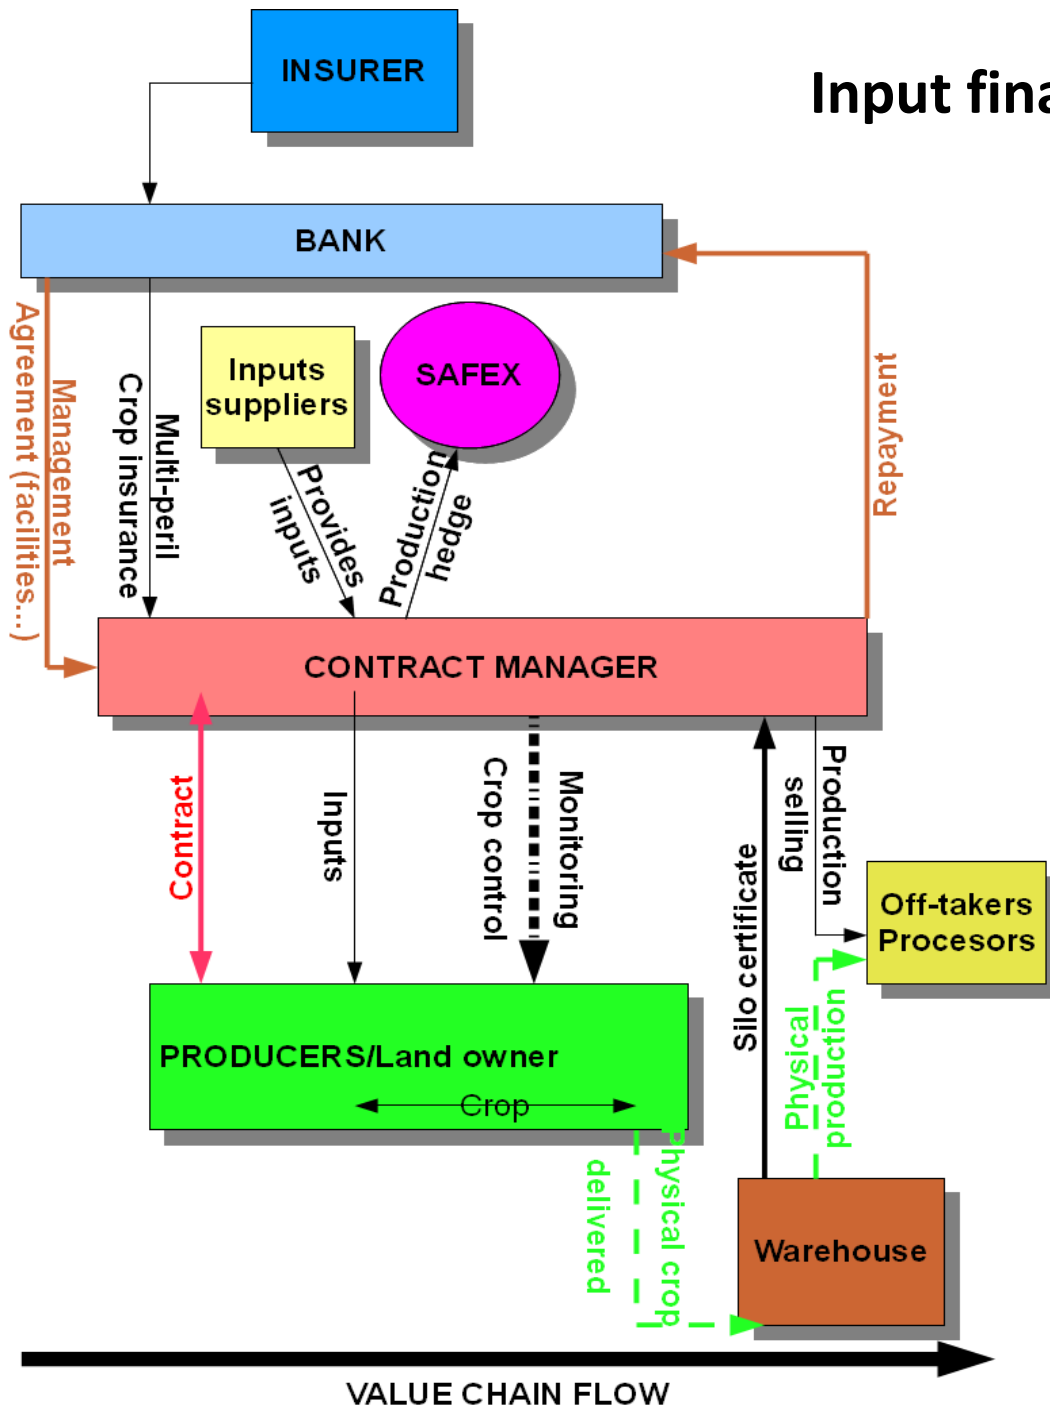 INSURER
Input fina
BANK
Management
Agreement (facilities...)
Multi-peril
Crop insurance
Inputs
suppliers
SAFEX
Repayment
Provides
inputs
Production
hedge
CONTRACT MANAGER
Contract
Inputs
Monitoring
Crop control
Silo certificate
Production
selling
Off-takers
Procesors
PRODUCERS/Land owner
Crop
Physical
production
Physical crop
delivered
Warehouse
VALUE CHAIN FLOW